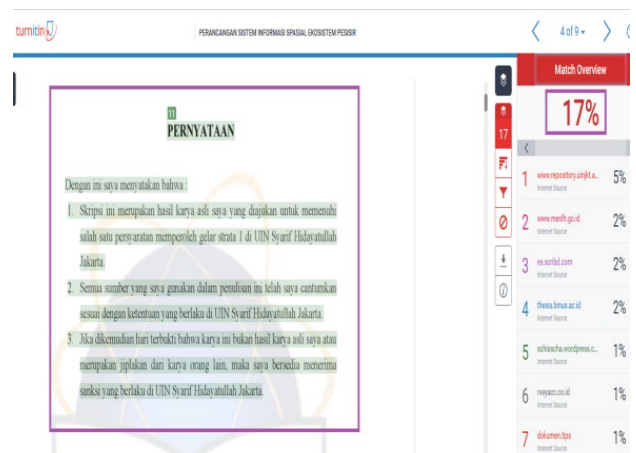 turnitin
PERANCANGAN SISTEM INFORMASI SPASIAL EKOSISTEM PESISIR
4 of 9
Match Overview
17%
11
PERNYATAAN
Dengan ini saya menyatakan bahwa :
1. Skripsi ini merupakan hasil karya asli saya yang diajukan untuk memenuhi
salah satu persyaratan memperoleh gelar strata 1 di UIN Syarif Hidayatullah
Jakarta.
2. Semua sumber yang saya gunakan dalam penulisan ini telah saya cantumkan
sesuai dengan ketentuan yang berlaku di UIN Syarif Hidayatullah Jakarta.
3. Jika dikemudian hari terbukti bahwa karya ini bukan hasil karya asli saya atau
merupakan jiplakan dari karya orang lain, maka saya bersedia menerima
sanksi yang berlaku di UIN Syarif Hidayatullah Jakarta.
17
1 www.repository.uinjkt.a... 5%
Internet Source
2 www.menlh.go.id 2%
Internet Source
3 es.scribd.com 2%
Internet Source
4 thesis.binus.ac.id 2%
Internet Source
5 schisscha.wordpress.c... 1%
Internet Source
6 1%
Internet Source
7 dokumen.tips 1%
Internet Source